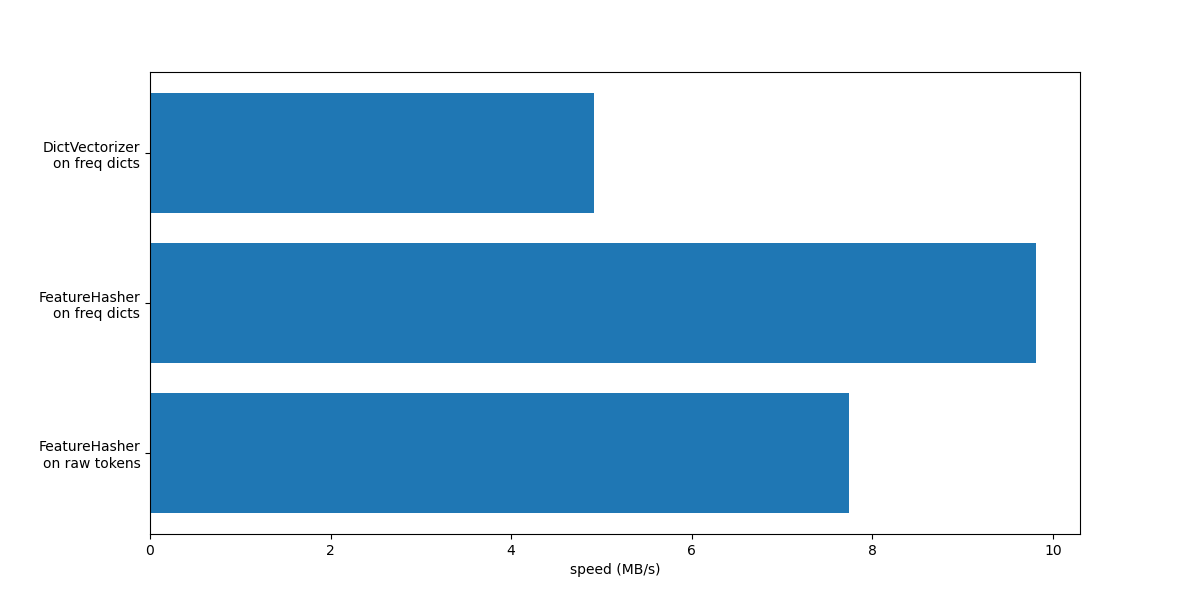 DictVectorizer
on freq dicts
FeatureHasher
on freq dicts
FeatureHasher
on raw tokens
0 2 4 6 8 10
speed (MB/s)